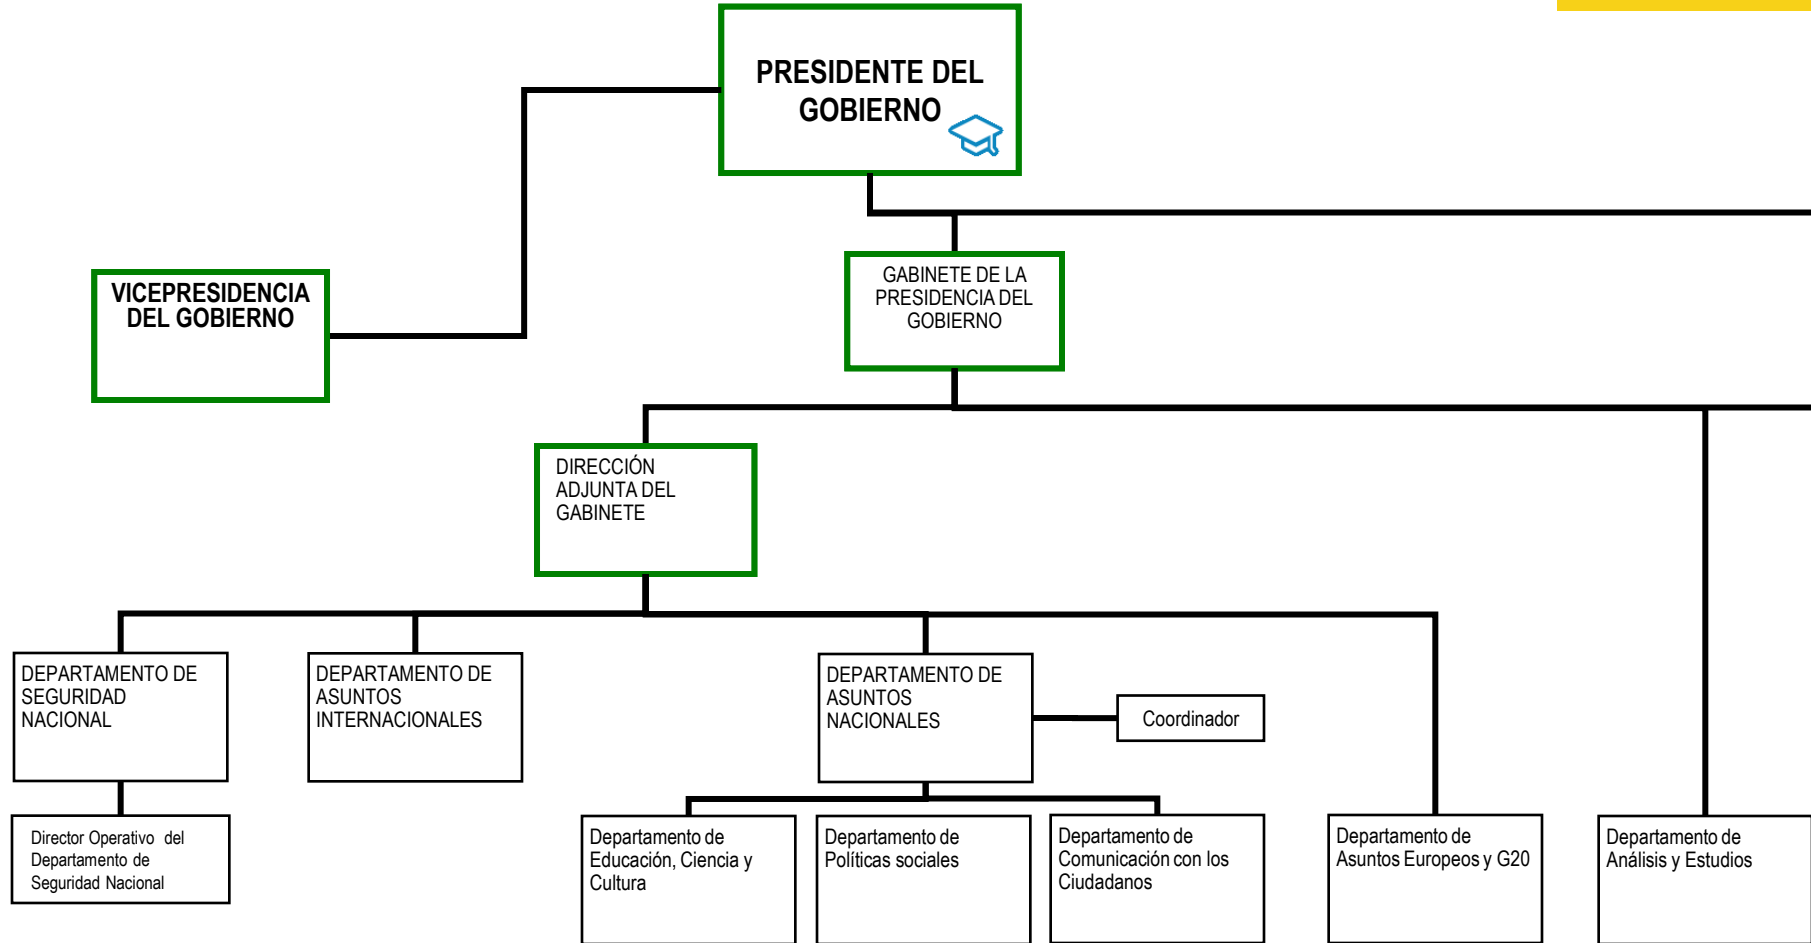 PRESIDENTE DEL
GOBIERNO
VICEPRESIDENCIA
DEL GOBIERNO
GABINETE DE LA
PRESIDENCIA DEL
GOBIERNO
DIRECCIÓN
ADJUNTA DEL
GABINETE
DEPARTAMENTO DE
SEGURIDAD
NACIONAL
DEPARTAMENTO DE
ASUNTOS
INTERNACIONALES
DEPARTAMENTO DE
ASUNTOS
NACIONALES
Coordinador
Director Operativo del
Departamento de
Seguridad Nacional
Departamento de
Educación, Ciencia y
Cultura
Departamento de
Políticas sociales
Departamento de
Comunicación con los
Ciudadanos
Departamento de
Asuntos Europeos y G20
Departamento de
Análisis y Estudios